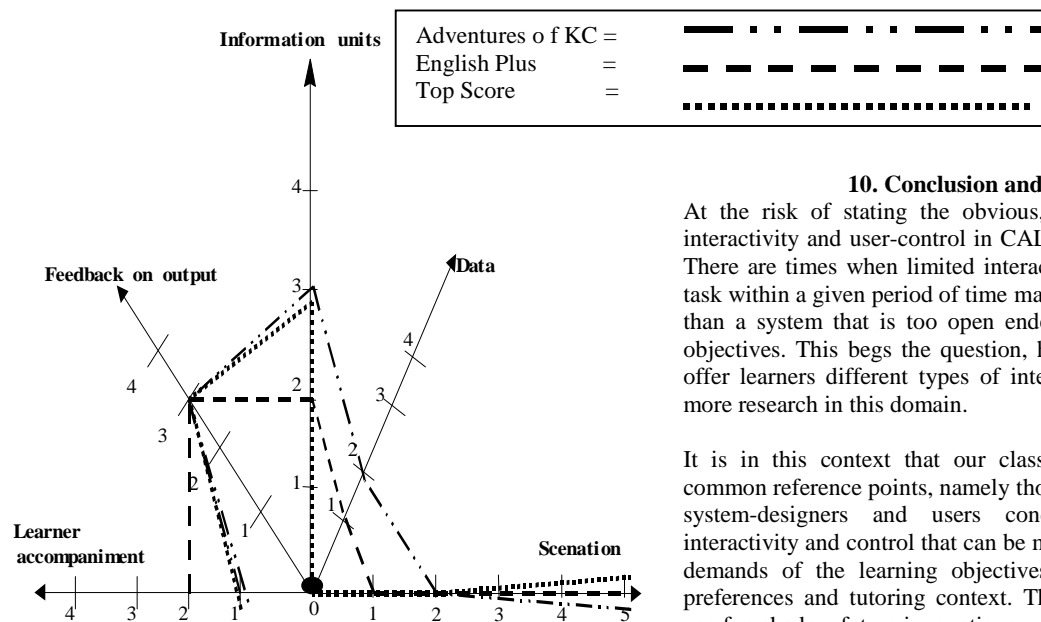 Information units
Adventures o f KC =
English Plus =
Top Score =
4
Feedback on output
Data
3
4
4
2
3
3
2
2
1
1
1
Learner
accompaniment
Scenation
4 3 2 1 0 1 2 3 4 5
10. Conclusion and
At the risk of stating the obvious,
interactivity and user-control in CAL
There are times when limited interac
task within a given period of time ma
than a system that is too open end
objectives. This begs the question,
offer learners different types of inte
more research in this domain.
It is in this context that our class
common reference points, namely tho
system-designers and users con
interactivity and control that can be
demands of the learning objectives
preferences and tutoring context. Th